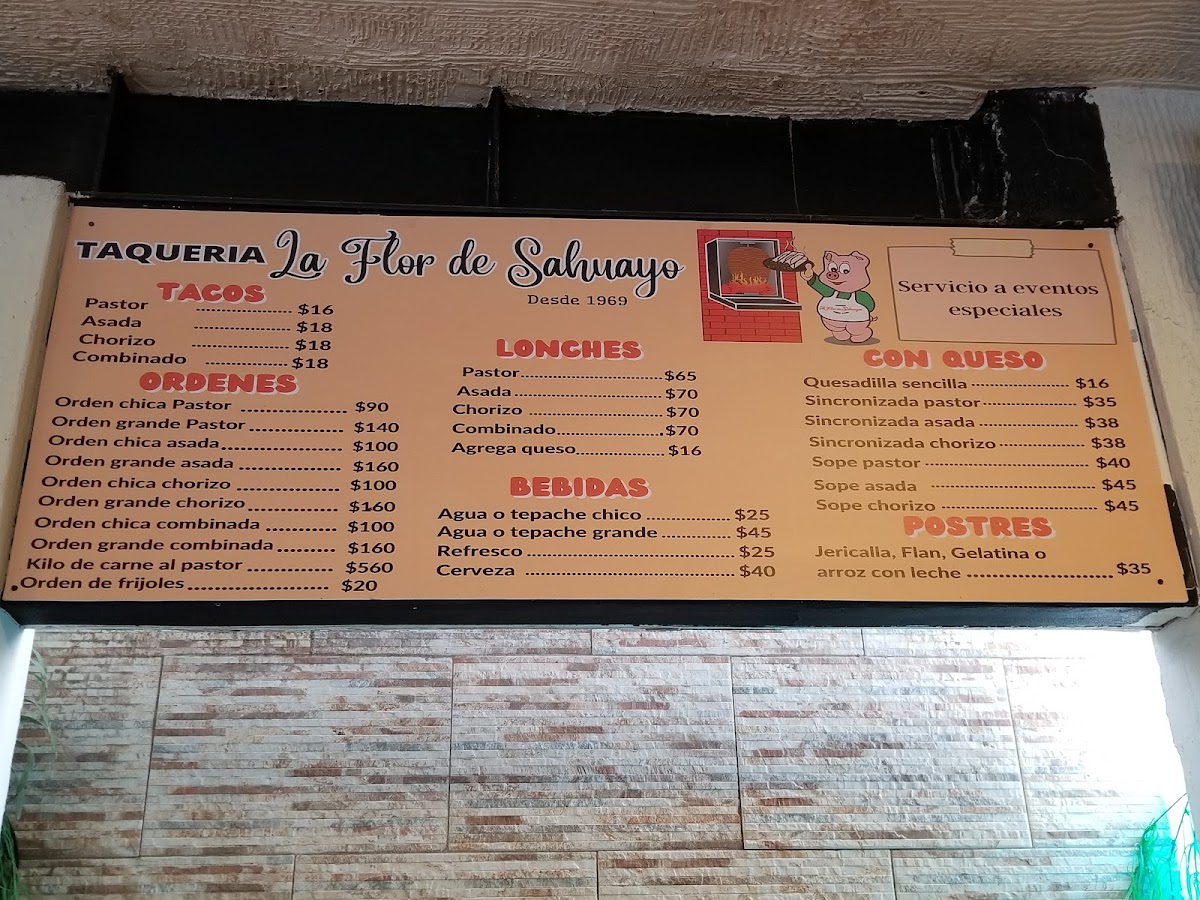 TAQUERIA La Flor de Sahuayo
Desde 1969
Servicio a eventos
especiales
TACOS
Pastor ..................... $16
Asada ..................... $18
Chorizo ..................... $18
Combinado .................. $18
ORDENES
Orden chica Pastor .................. $90
Orden grande Pastor .................. $140
Orden chica asada ..................... $100
Orden grande asada .................. $160
Orden chica chorizo .................. $100
Orden grande chorizo ............... $160
Orden chica combinada ............ $100
Orden grande combinada ......... $160
Kilo de carne al pastor ............... $560
Orden de frijoles ........................ $20
LONCHES
Pastor ........................... $65
Asada ........................... $70
Chorizo ........................ $70
Combinado .................. $70
Agrega queso ............... $16
BEBIDAS
Agua o tepache chico ............... $25
Agua o tepache grande ............ $45
Refresco .................................... $25
Cerveza .................................... $40
CON QUESO
Quesadilla sencilla .................. $16
Sincronizada pastor .................. $35
Sincronizada asada .................. $38
Sincronizada chorizo ............... $38
Sope pastor ........................... $40
Sope asada ........................... $45
Sope chorizo ........................ $45
POSTRES
Jericalla, Flan, Gelatina o
arroz con leche ........................ $35